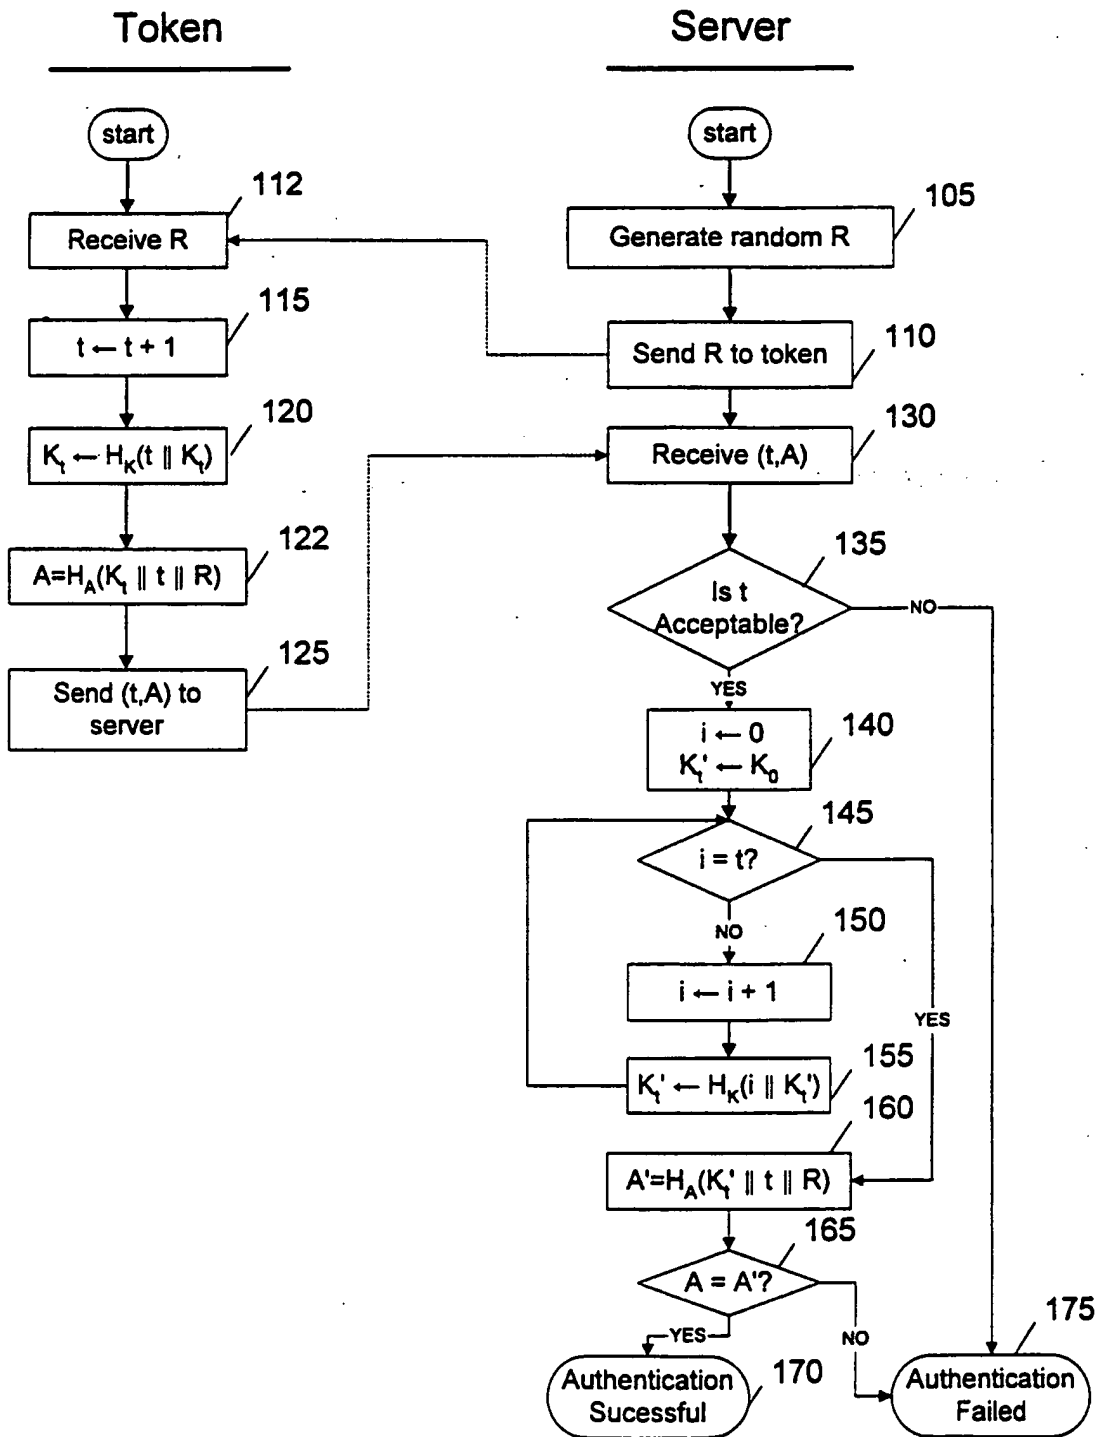 Token
start
112
Receive R
115
t ← t + 1
120
Kt ← HK(t || Kt)
122
A=HA(Kt || t || R)
125
Send (t,A) to
server
Server
start
105
Generate random R
110
Send R to token
130
Receive (t,A)
135
Is t
Acceptable?
NO
YES
140
i ← 0
Kt' ← K0
145
i = t?
NO
YES
150
i ← i + 1
155
Kt' ← HK(i || Kt')
160
A'=HA(Kt' || t || R)
165
A = A'?
YES
NO
170
Authentication
Sucessful
175
Authentication
Failed